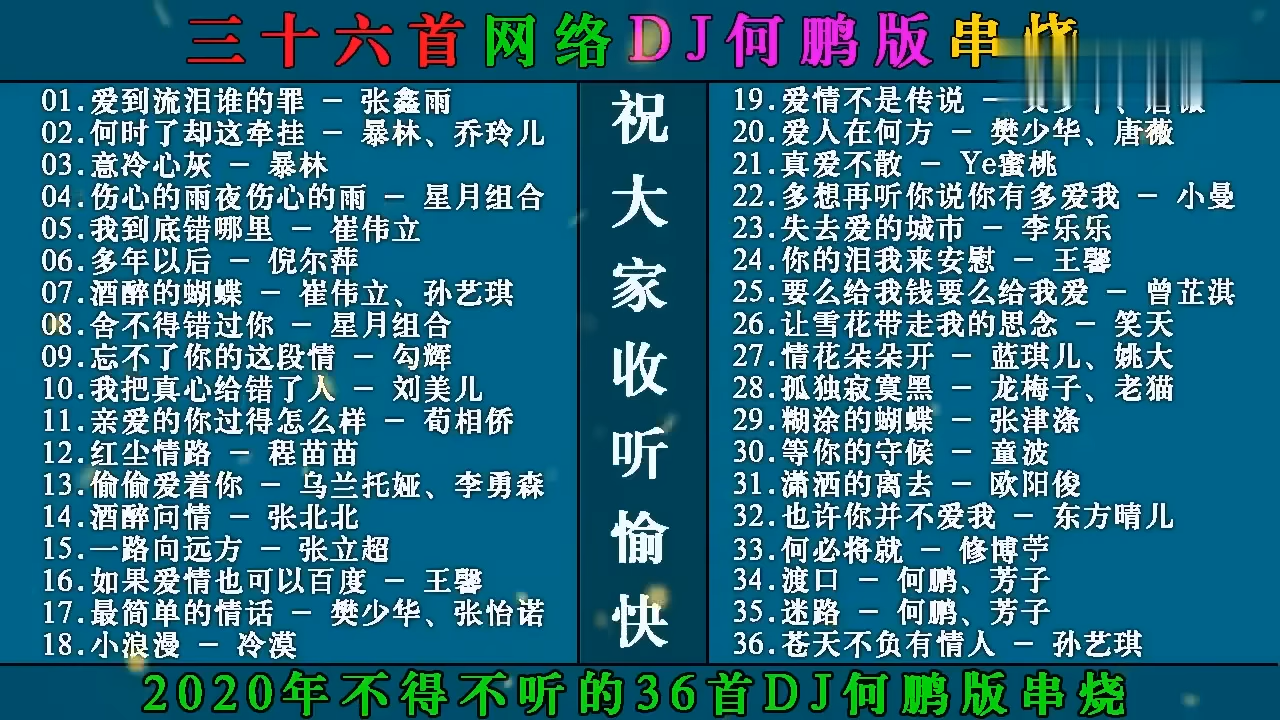 三十六首网络DJ何鹏版串烧
01.爱到流泪谁的罪 – 张鑫雨
02.何时了却这牵挂 – 暴林、乔玲儿
03.意冷心灰 – 暴林
04.伤心的雨夜伤心的雨 – 星月组合
05.我到底错哪里 – 崔伟立
06.多年以后 – 倪尔萍
07.酒醉的蝴蝶 – 崔伟立、孙艺琪
08.舍不得错过你 – 星月组合
09.忘不了你的这段情 – 勾辉
10.我把真心给错了人 – 刘美儿
11.亲爱的你过得怎么样 – 荀相侨
12.红尘情路 – 程苗苗
13.偷偷爱着你 – 乌兰托娅、李勇森
14.酒醉问情 – 张北北
15.一路向远方 – 张立超
16.如果爱情也可以百度 – 王馨
17.最简单的情话 – 樊少华、张怡诺
18.小浪漫 – 冷漠
祝大家收听愉快
19.爱情不是传说 –
20.爱人在何方 – 樊少华、唐薇
21.真爱不散 – Ye蜜桃
22.多想再听你说你有多爱我 – 小曼
23.失去爱的城市 – 李乐乐
24.你的泪我来安慰 – 王馨
25.要么给我钱要么给我爱 – 曾芷淇
26.让雪花带走我的思念 – 笑天
27.情花朵朵开 – 蓝琪儿、姚大
28.孤独寂寞黑 – 龙梅子、老猫
29.糊涂的蝴蝶 – 张津涤
30.等你的守候 – 童波
31.潇洒的离去 – 欧阳俊
32.也许你并不爱我 – 东方晴儿
33.何必将就 – 修博苧
34.渡口 – 何鹏、芳子
35.迷路 – 何鹏、芳子
36.苍天不负有情人 – 孙艺琪
2020年不得不听的36首DJ何鹏版串烧